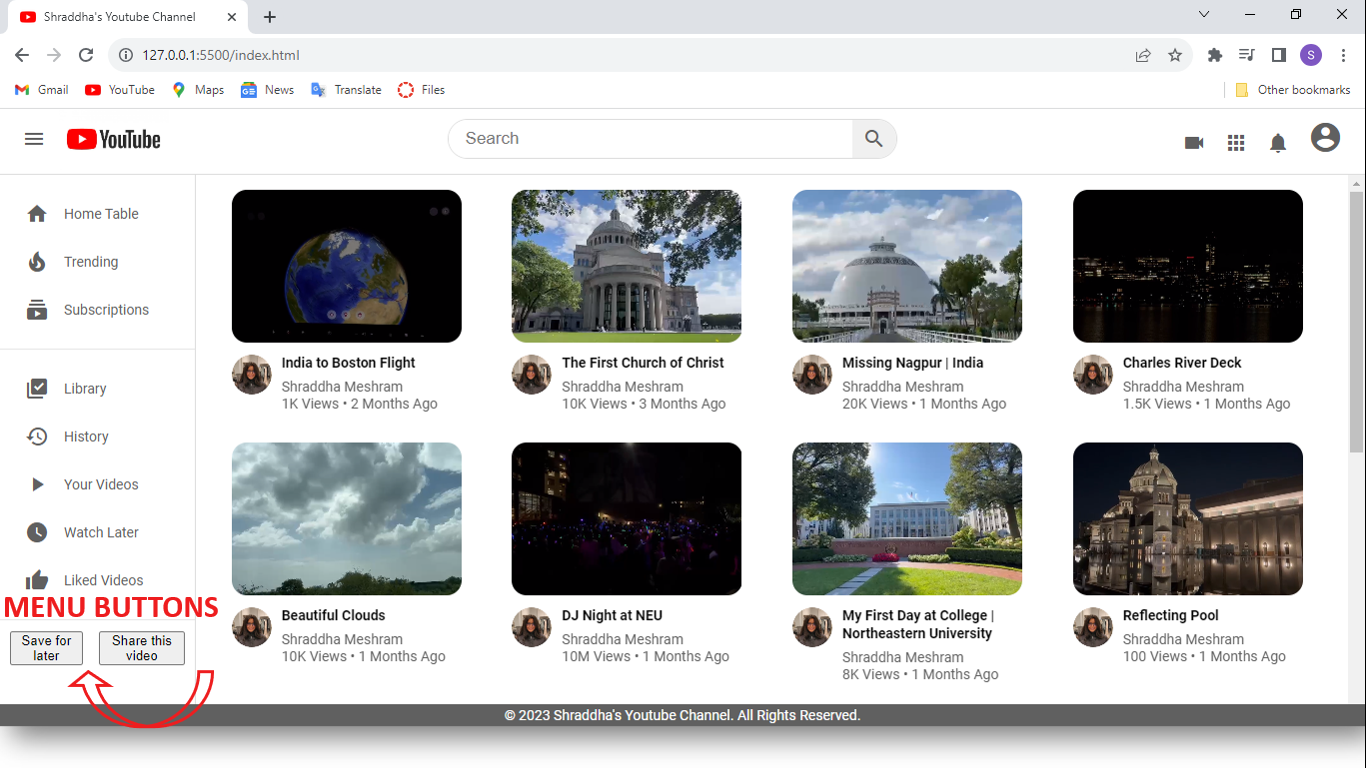 Shraddha's Youtube Channel
127.0.0.1:5500/index.html
S
Gmail
YouTube
Maps
News
Translate
Files
Other bookmarks
YouTube
Search
Home Table
Trending
Subscriptions
Library
History
Your Videos
Watch Later
Liked Videos
MENU BUTTONS
Save for
later
Share this
video
India to Boston Flight
Shraddha Meshram
1K Views • 2 Months Ago
The First Church of Christ
Shraddha Meshram
10K Views • 3 Months Ago
Missing Nagpur | India
Shraddha Meshram
20K Views • 1 Months Ago
Charles River Deck
Shraddha Meshram
1.5K Views • 1 Months Ago
Beautiful Clouds
Shraddha Meshram
10K Views • 1 Months Ago
DJ Night at NEU
Shraddha Meshram
10M Views • 1 Months Ago
My First Day at College |
Northeastern University
Shraddha Meshram
8K Views • 1 Months Ago
Reflecting Pool
Shraddha Meshram
100 Views • 1 Months Ago
© 2023 Shraddha's Youtube Channel. All Rights Reserved.